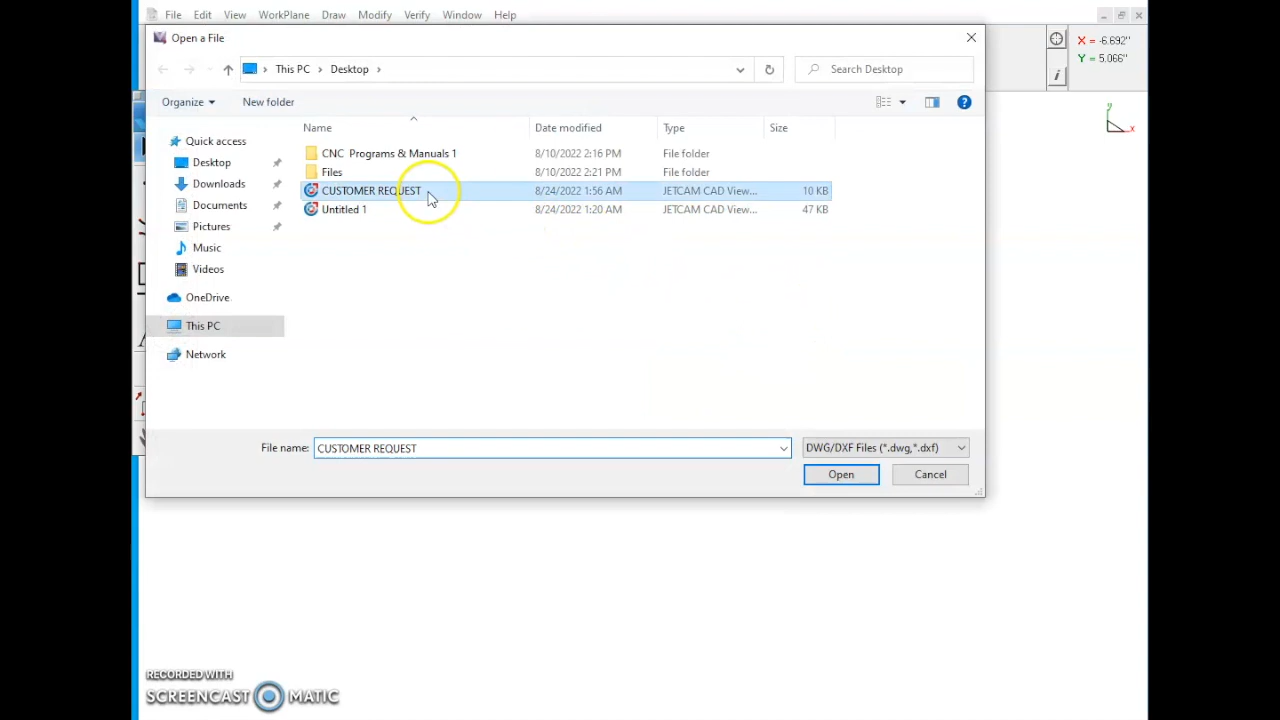 File Edit View WorkPlane Draw Modify Verify Window Help
Open a File
X = -6.692"
Y = 5.066"
This PC Desktop
Search Desktop
Organize New folder
Name Date modified Type Size
Quick access
Desktop
Downloads
Documents
Pictures
Music
Videos
OneDrive
This PC
Network
CNC Programs & Manuals 1 8/10/2022 2:16 PM File folder
Files 8/10/2022 2:21 PM File folder
CUSTOMER REQUEST 8/24/2022 1:56 AM JETCAM CAD View... 10 KB
Untitled 1 8/24/2022 1:20 AM JETCAM CAD View... 47 KB
y
x
File name: CUSTOMER REQUEST DWG/DXF Files (*.dwg,*.dxf)
Open Cancel
RECORDED WITH
SCREENCAST MATIC